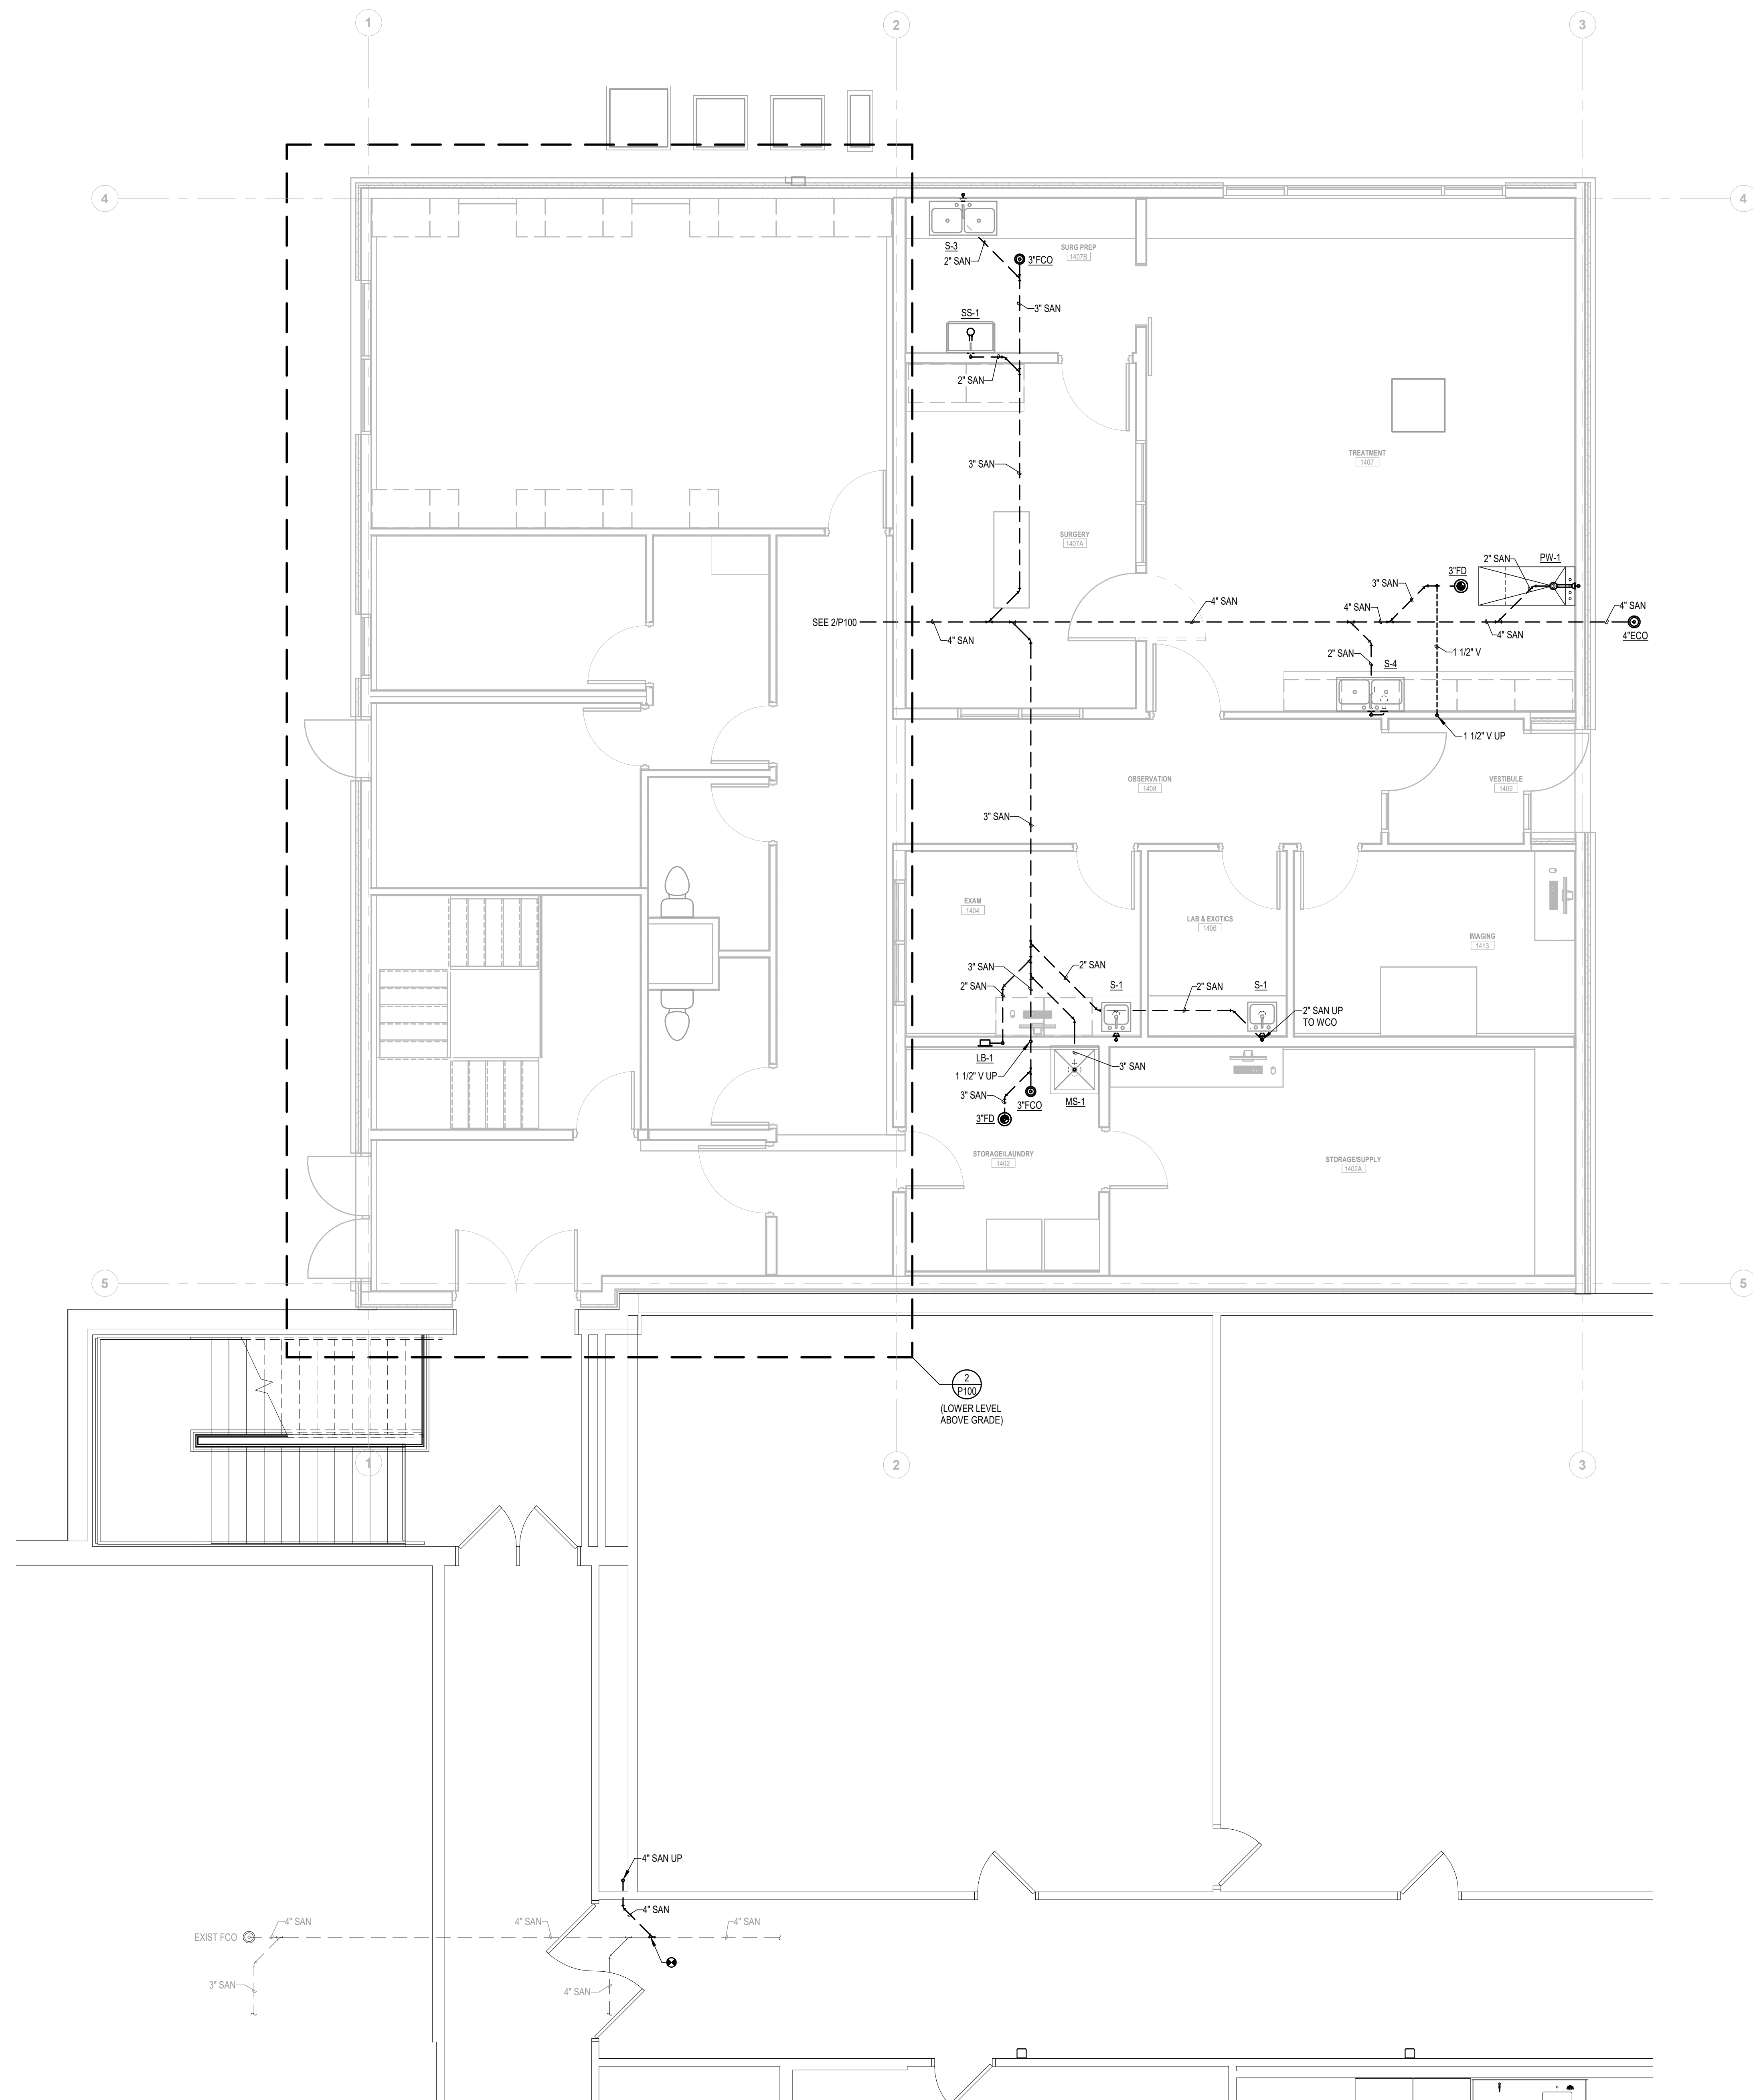 1
2
3
4
4
S-3
2" SAN
SURG PREP
1407B
3"FCO
3" SAN
SS-1
2" SAN
3" SAN
TREATMENT
1407
SURGERY
1407A
2" SAN
PW-1
3"FD
3" SAN
4" SAN
4" SAN
4" SAN
SEE 2/P100
4" SAN
4" SAN
4"ECO
2" SAN
S-4
1 1/2" V
1 1/2" V UP
OBSERVATION
1408
VESTIBULE
1409
3" SAN
EXAM
1404
LAB & EXOTICS
1406
IMAGING
1413
3" SAN
2" SAN
2" SAN
S-1
2" SAN
S-1
2" SAN UP
TO WCO
LB-1
1 1/2" V UP
3" SAN
3" SAN
3"FCO
MS-1
3"FD
STORAGE/LAUNDRY
1402
STORAGE/SUPPLY
1402A
5
5
2
P100
(LOWER LEVEL
ABOVE GRADE)
1
2
3
4" SAN UP
4" SAN
4" SAN
4" SAN
4" SAN
EXIST FCO
3" SAN
4" SAN